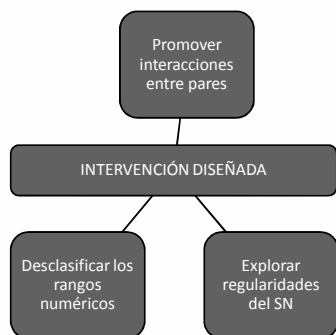 Promover
interacciones
entre pares
INTERVENCIÓN DISEÑADA
Desclasificar los
rangos
numéricos
Explorar
regularidades
del SN